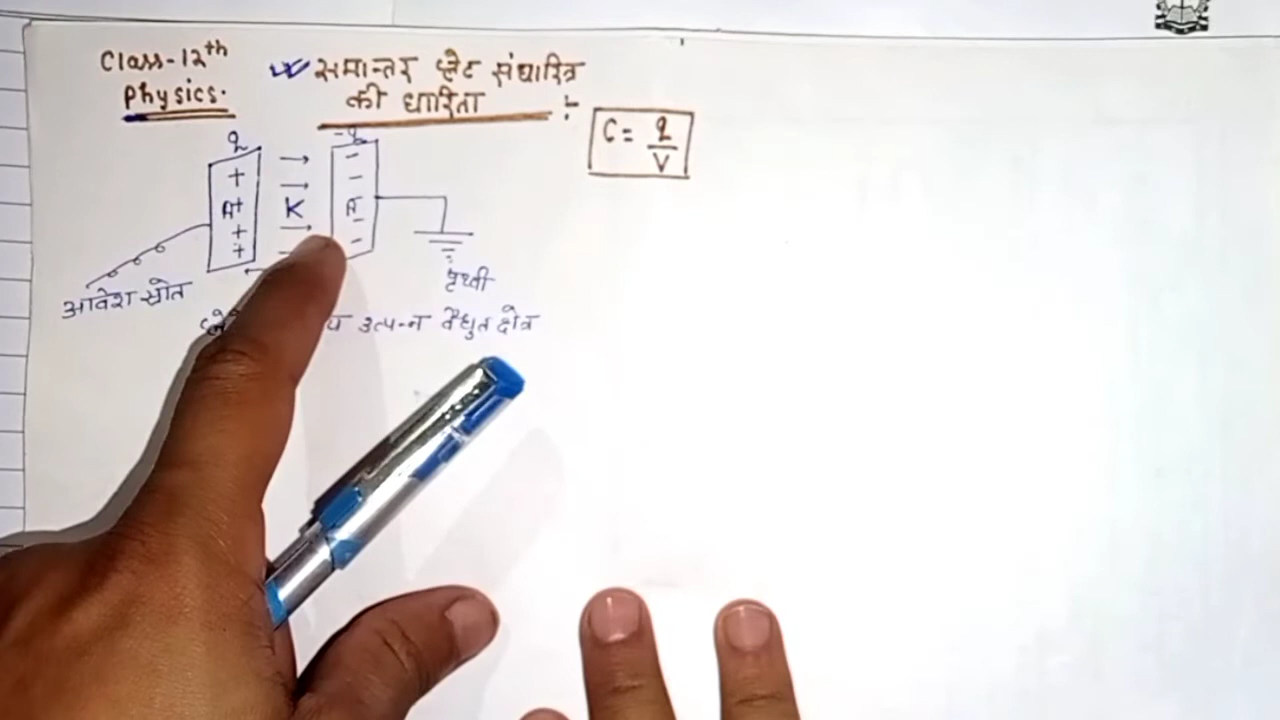 Class-12th
Physics.
समान्तर प्लेट संधारित्र
की धारिता :-
C = q/V
q
-q
+
+
+
+
A
K
A
-
-
-
-
आवेश स्रोत
पृथ्वी
उत्पन्न वैद्युत क्षेत्र